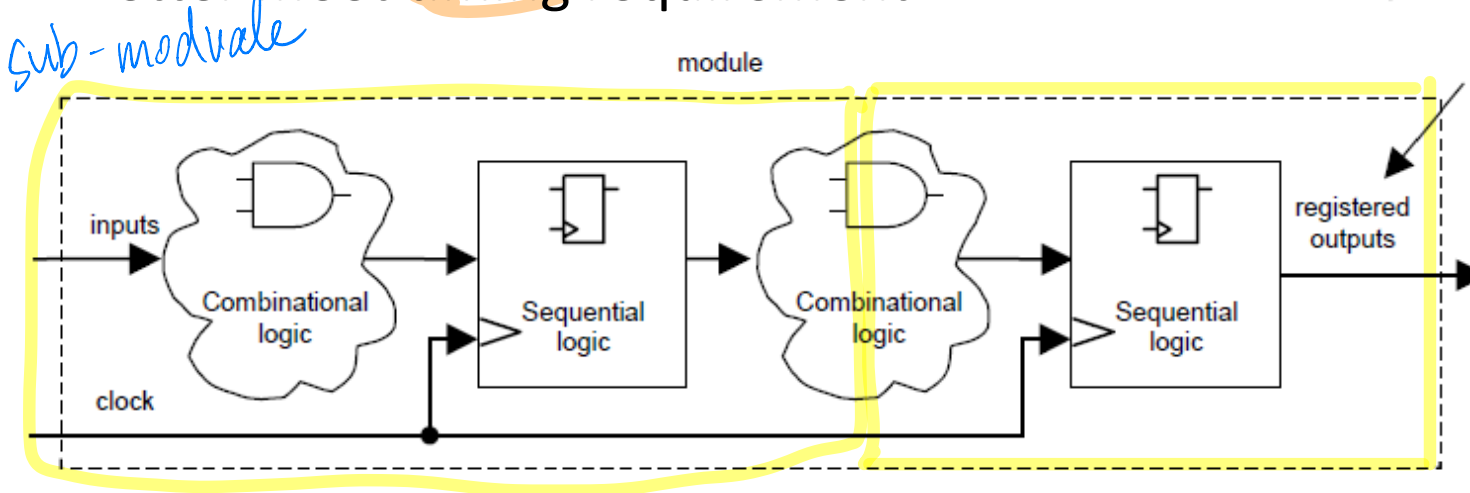 sub-moduale
module
inputs
Combinational
logic
Sequential
logic
Combinational
logic
Sequential
logic
registered
outputs
clock